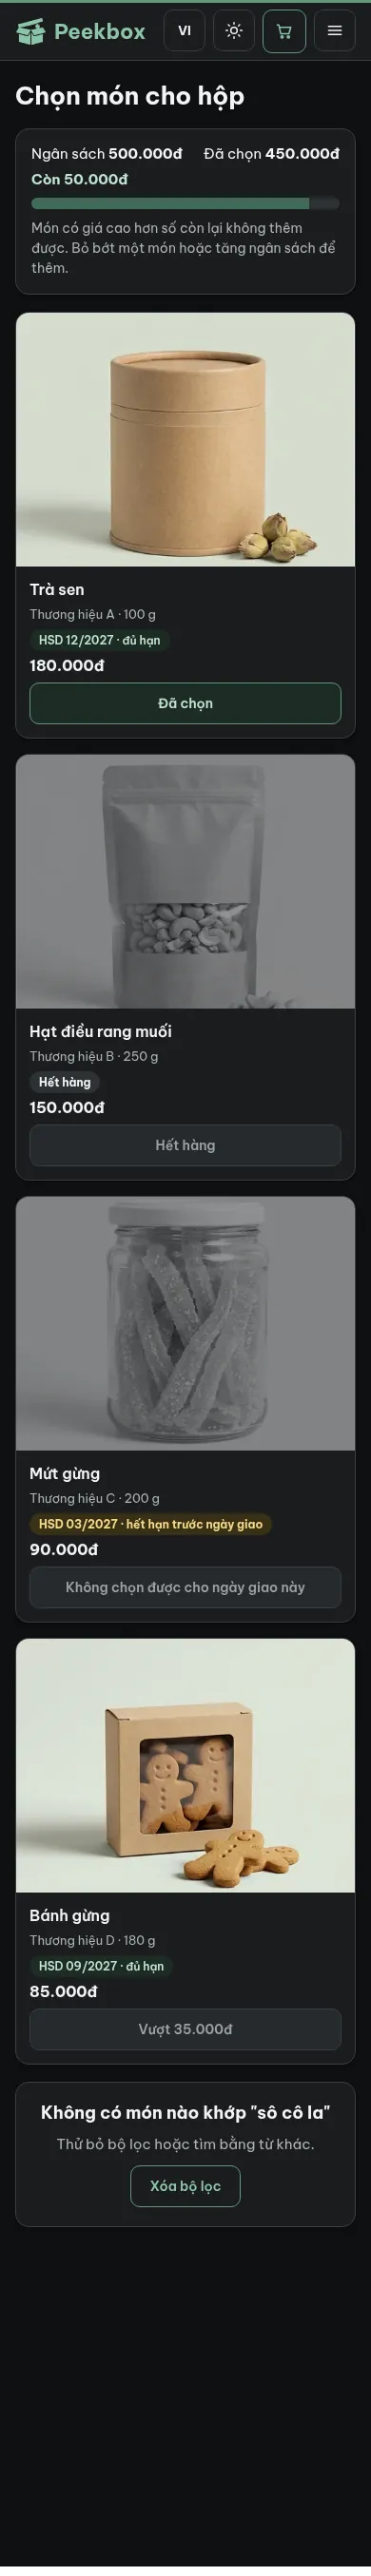 Peekbox
VI
Chọn món cho hộp
Ngân sách 500.000đ Đã chọn 450.000đ
Còn 50.000đ
Món có giá cao hơn số còn lại không thêm
được. Bỏ bớt một món hoặc tăng ngân sách để
thêm.
Trà sen
Thương hiệu A · 100 g
HSD 12/2027 · đủ hạn
180.000đ
Đã chọn
Hạt điều rang muối
Thương hiệu B · 250 g
Hết hàng
150.000đ
Hết hàng
Mứt gừng
Thương hiệu C · 200 g
HSD 03/2027 · hết hạn trước ngày giao
90.000đ
Không chọn được cho ngày giao này
Bánh gừng
Thương hiệu D · 180 g
HSD 09/2027 · đủ hạn
85.000đ
Vượt 35.000đ
Không có món nào khớp "sô cô la"
Thử bỏ bộ lọc hoặc tìm bằng từ khác.
Xóa bộ lọc